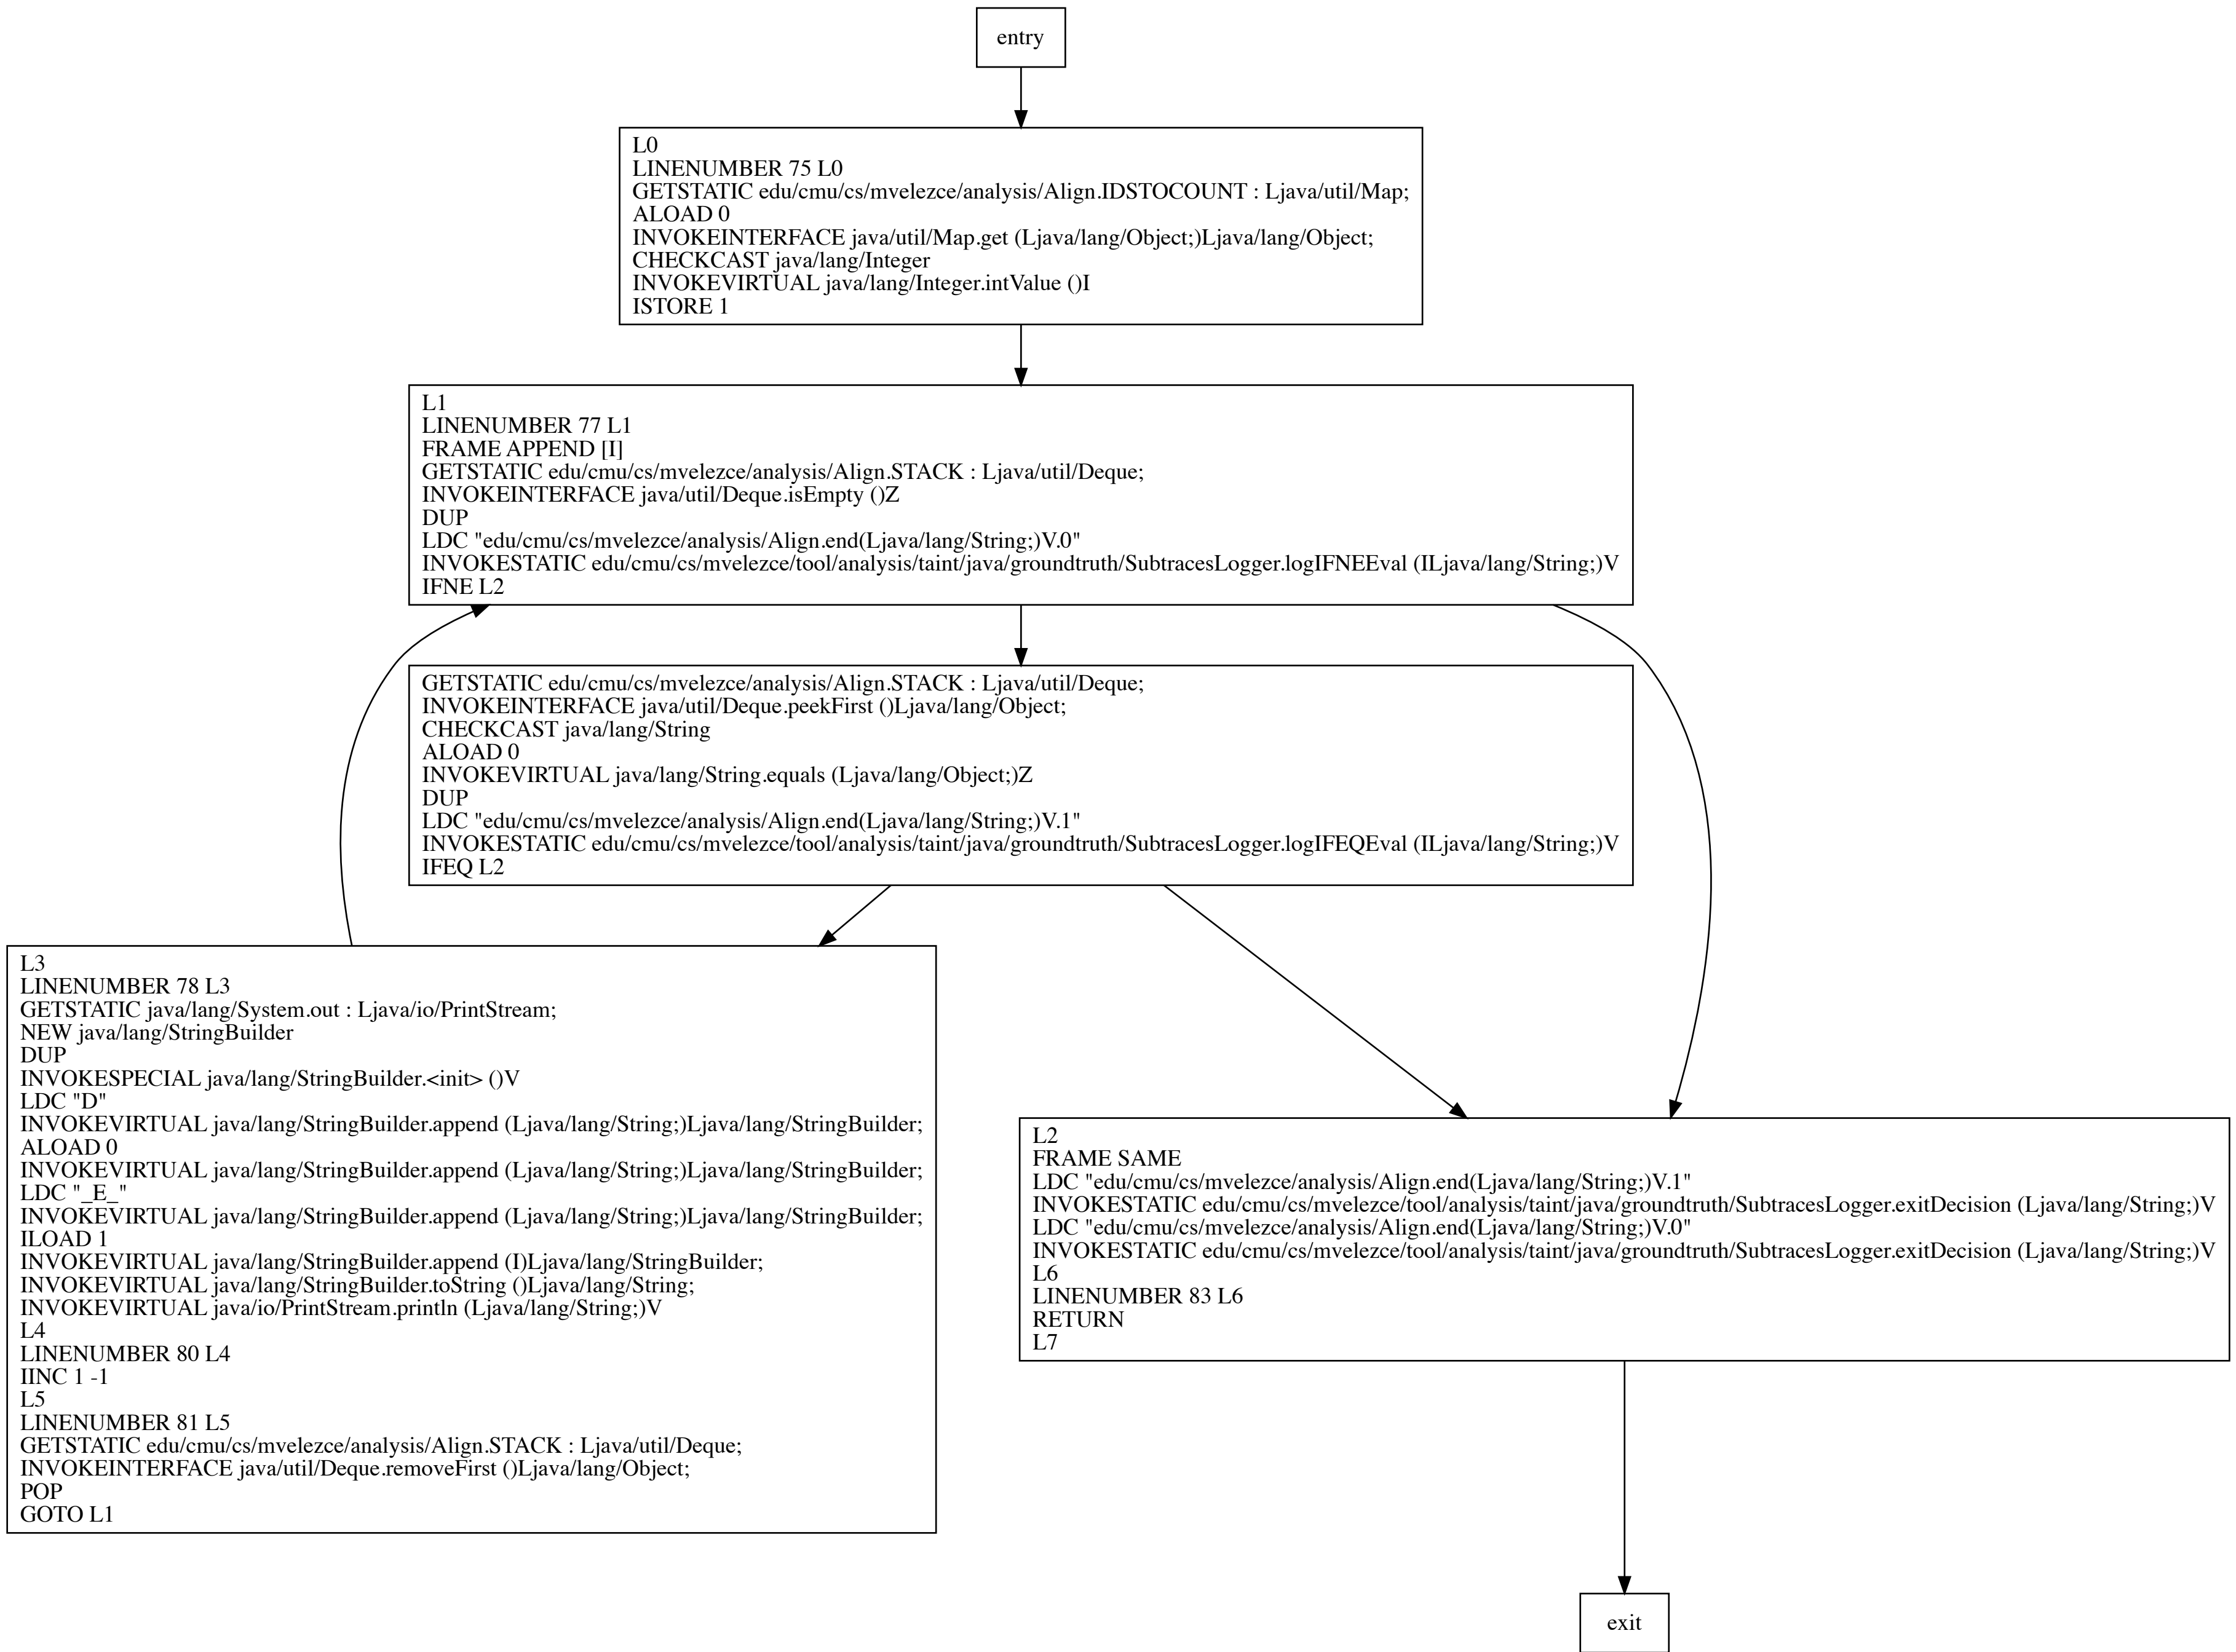 entry
L0
LINENUMBER 75 L0
GETSTATIC edu/cmu/cs/mvelezce/analysis/Align.IDSTOCOUNT : Ljava/util/Map;
ALOAD 0
INVOKEINTERFACE java/util/Map.get (Ljava/lang/Object;)Ljava/lang/Object;
CHECKCAST java/lang/Integer
INVOKEVIRTUAL java/lang/Integer.intValue ()I
ISTORE 1
L1
LINENUMBER 77 L1
FRAME APPEND [I]
GETSTATIC edu/cmu/cs/mvelezce/analysis/Align.STACK : Ljava/util/Deque;
INVOKEINTERFACE java/util/Deque.isEmpty ()Z
DUP
LDC "edu/cmu/cs/mvelezce/analysis/Align.end(Ljava/lang/String;)V.0"
INVOKESTATIC edu/cmu/cs/mvelezce/tool/analysis/taint/java/groundtruth/SubtracesLogger.logIFNEEval (ILjava/lang/String;)V
IFNE L2
GETSTATIC edu/cmu/cs/mvelezce/analysis/Align.STACK : Ljava/util/Deque;
INVOKEINTERFACE java/util/Deque.peekFirst ()Ljava/lang/Object;
CHECKCAST java/lang/String
ALOAD 0
INVOKEVIRTUAL java/lang/String.equals (Ljava/lang/Object;)Z
DUP
LDC "edu/cmu/cs/mvelezce/analysis/Align.end(Ljava/lang/String;)V.1"
INVOKESTATIC edu/cmu/cs/mvelezce/tool/analysis/taint/java/groundtruth/SubtracesLogger.logIFEQEval (ILjava/lang/String;)V
IFEQ L2
L3
LINENUMBER 78 L3
GETSTATIC java/lang/System.out : Ljava/io/PrintStream;
NEW java/lang/StringBuilder
DUP
INVOKESPECIAL java/lang/StringBuilder.<init> ()V
LDC "D"
INVOKEVIRTUAL java/lang/StringBuilder.append (Ljava/lang/String;)Ljava/lang/StringBuilder;
ALOAD 0
INVOKEVIRTUAL java/lang/StringBuilder.append (Ljava/lang/String;)Ljava/lang/StringBuilder;
LDC "_E_"
INVOKEVIRTUAL java/lang/StringBuilder.append (Ljava/lang/String;)Ljava/lang/StringBuilder;
ILOAD 1
INVOKEVIRTUAL java/lang/StringBuilder.append (I)Ljava/lang/StringBuilder;
INVOKEVIRTUAL java/lang/StringBuilder.toString ()Ljava/lang/String;
INVOKEVIRTUAL java/io/PrintStream.println (Ljava/lang/String;)V
L4
LINENUMBER 80 L4
IINC 1 -1
L5
LINENUMBER 81 L5
GETSTATIC edu/cmu/cs/mvelezce/analysis/Align.STACK : Ljava/util/Deque;
INVOKEINTERFACE java/util/Deque.removeFirst ()Ljava/lang/Object;
POP
GOTO L1
L2
FRAME SAME
LDC "edu/cmu/cs/mvelezce/analysis/Align.end(Ljava/lang/String;)V.1"
INVOKESTATIC edu/cmu/cs/mvelezce/tool/analysis/taint/java/groundtruth/SubtracesLogger.exitDecision (Ljava/lang/String;)V
LDC "edu/cmu/cs/mvelezce/analysis/Align.end(Ljava/lang/String;)V.0"
INVOKESTATIC edu/cmu/cs/mvelezce/tool/analysis/taint/java/groundtruth/SubtracesLogger.exitDecision (Ljava/lang/String;)V
L6
LINENUMBER 83 L6
RETURN
L7
exit